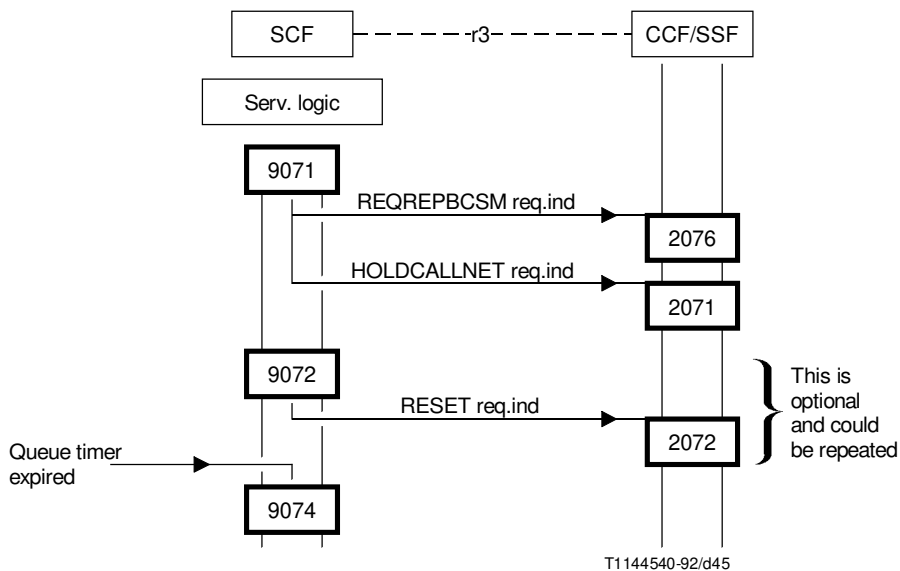 SCF
r3
CCF/SSF
Serv. logic
9071
REQREPBCSM req.ind
2076
HOLDCALLNET req.ind
2071
9072
RESET req.ind
2072
This is
optional
and could
be repeated
Queue timer
expired
9074
T1144540-92/d45